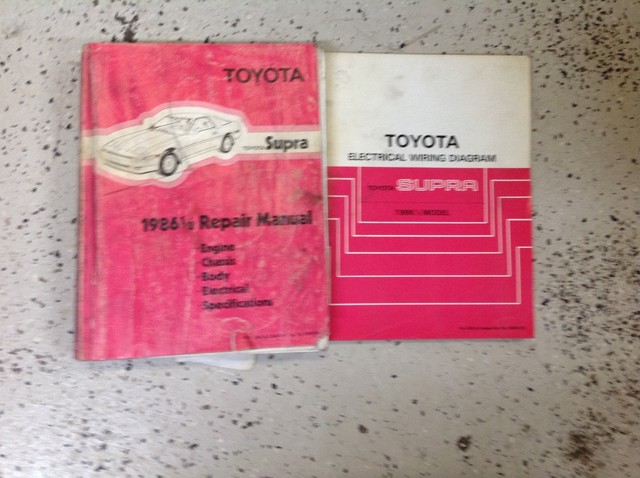 TOYOTA
TOYOTA Supra
1986½ Repair Manual
Engine
Chassis
Body
Electrical
Specifications
TOYOTA
ELECTRICAL WIRING DIAGRAM
TOYOTA SUPRA
MODEL